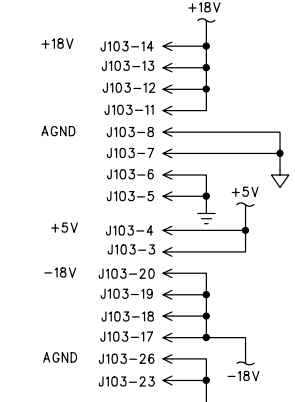 +18V
+18V J103-14
J103-13
J103-12
J103-11
AGND J103-8
J103-7
J103-6
J103-5
+5V
+5V J103-4
J103-3
-18V J103-20
J103-19
J103-18
J103-17
AGND J103-26
-18V
J103-23